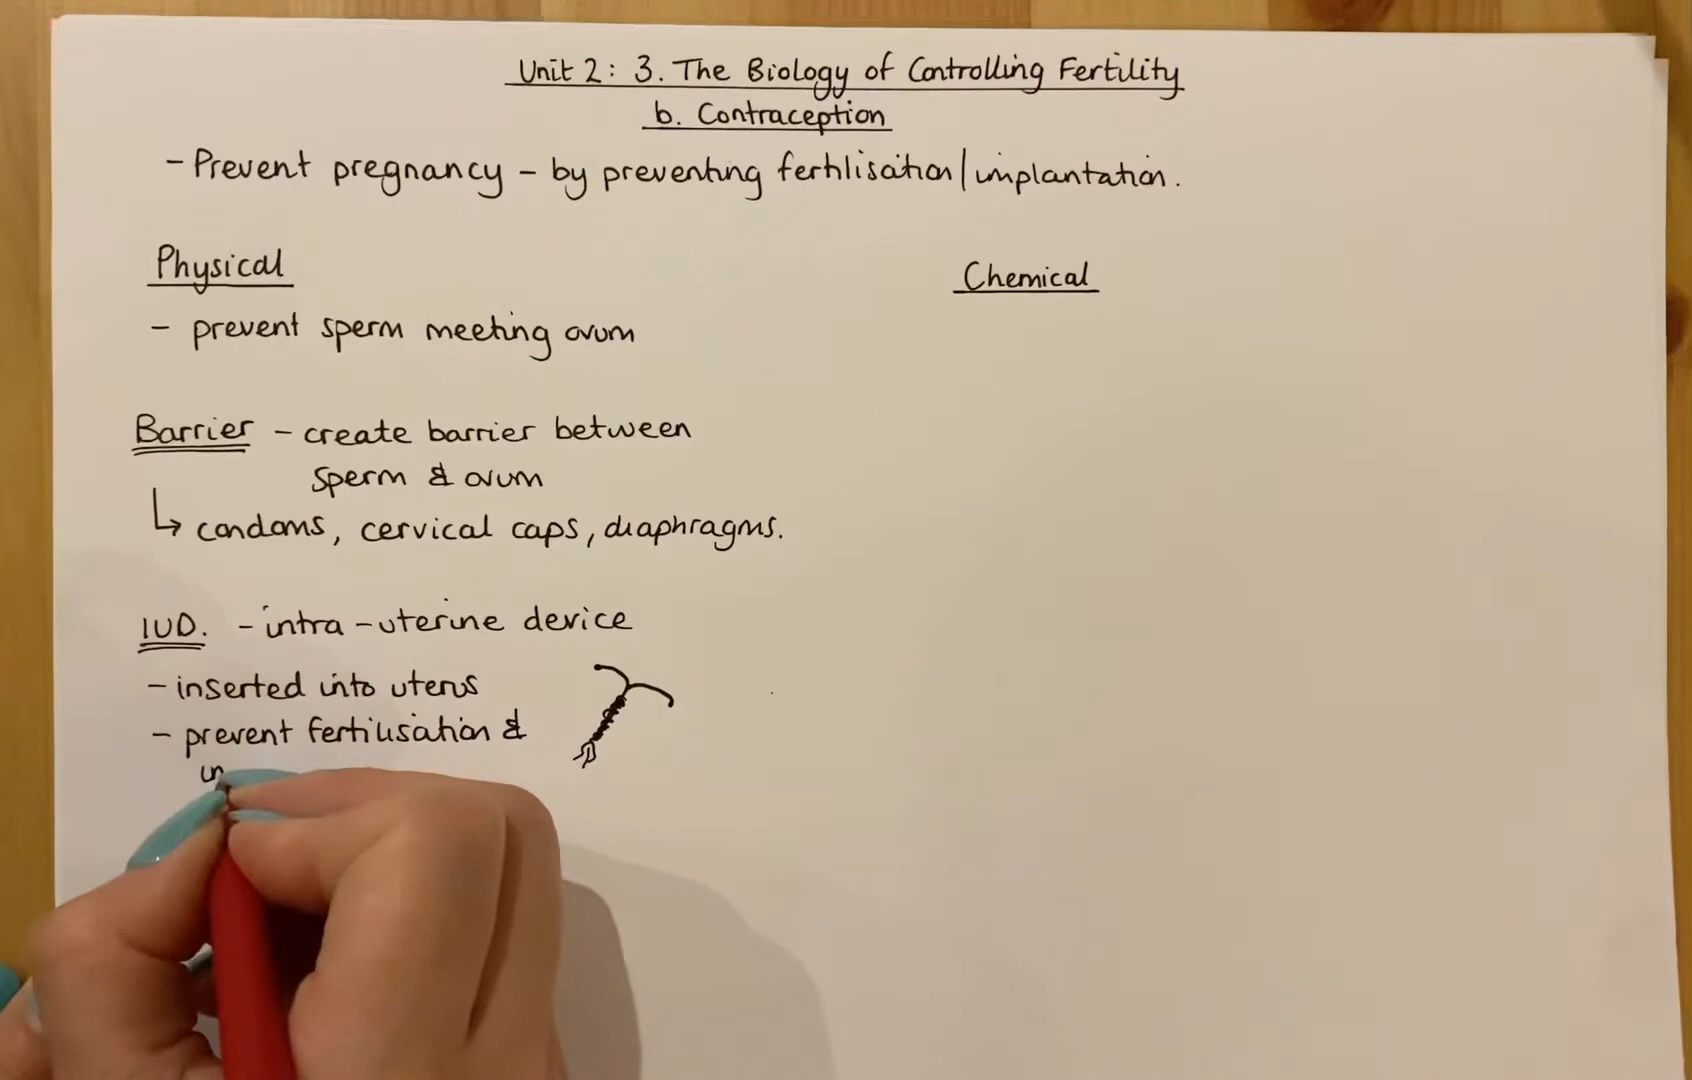 Unit 2: 3. The Biology of Controlling Fertility
b. Contraception
- Prevent pregnancy - by preventing fertilisation/implantation.
Physical
- prevent sperm meeting ovum
Barrier - create barrier between
sperm & ovum
↳ condoms, cervical caps, diaphragms.
IUD. - intra-uterine device
- inserted into uterus
- prevent fertilisation &
Chemical